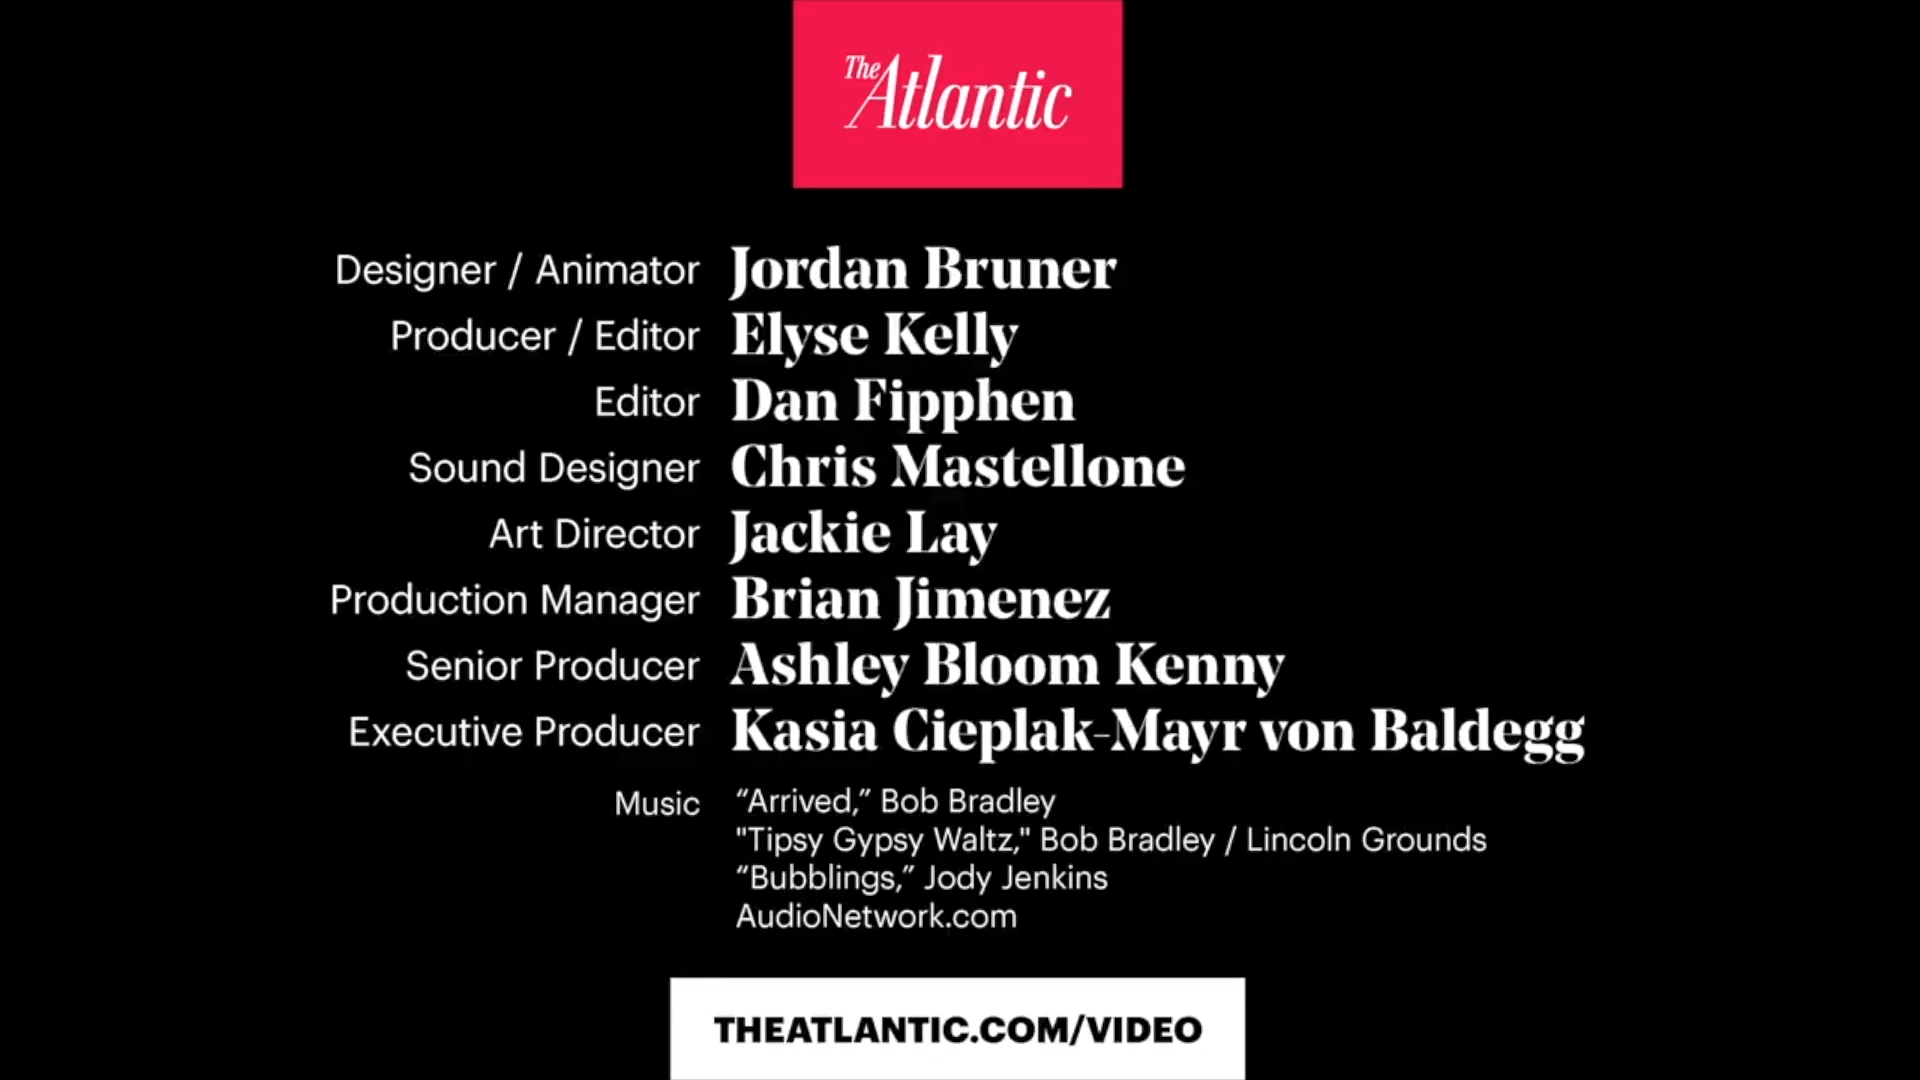 The Atlantic
Designer / Animator Jordan Bruner
Producer / Editor Elyse Kelly
Editor Dan Fipphen
Sound Designer Chris Mastellone
Art Director Jackie Lay
Production Manager Brian Jimenez
Senior Producer Ashley Bloom Kenny
Executive Producer Kasia Cieplak-Mayr von Baldegg
Music “Arrived,” Bob Bradley
"Tipsy Gypsy Waltz," Bob Bradley / Lincoln Grounds
“Bubblings,” Jody Jenkins
AudioNetwork.com
THEATLANTIC.COM/VIDEO